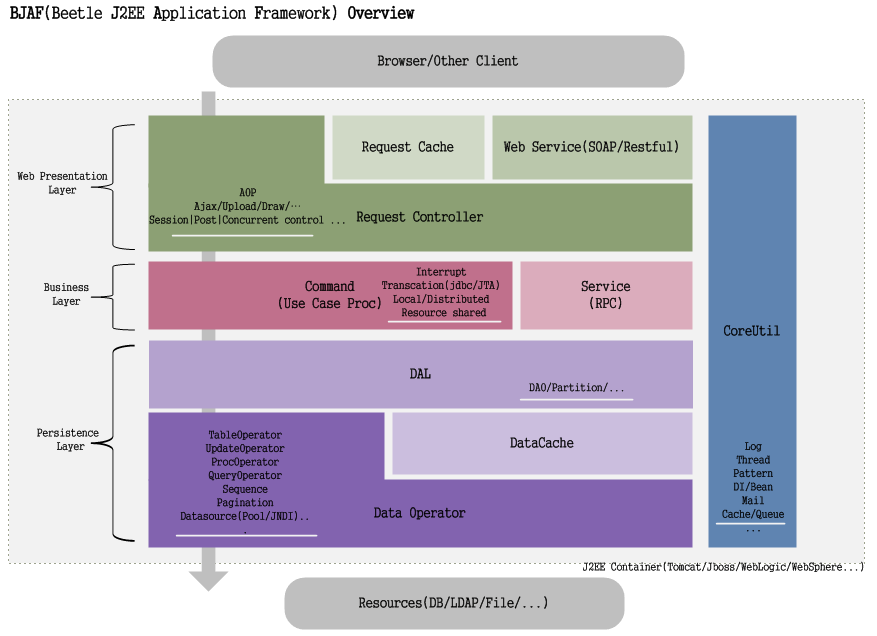 BJAF(Beetle J2EE Application Framework) Overview
Browser/Other Client
Request Cache
Web Service(SOAP/Restful)
Web Presentation
Layer
AOP
Ajax/Upload/Draw/...
Session|Post|Concurrent control ...
Request Controller
Business
Layer
Command
(Use Case Proc)
Interrupt
Transcation(jdbc/JTA)
Local/Distributed
Resource shared
Service
(RPC)
CoreUtil
DAL
DAO/Partition/...
Persistence
Layer
TableOperator
UpdateOperator
ProcOperator
QueryOperator
Sequence
Pagination
Datasource(Pool/JNDI)..
.
DataCache
Data Operator
Log
Thread
Pattern
DI/Bean
Mail
Cache/Queue
...
J2EE Container(Tomcat/Jboss/WebLogic/WebSphere...)
Resources(DB/LDAP/File/...)